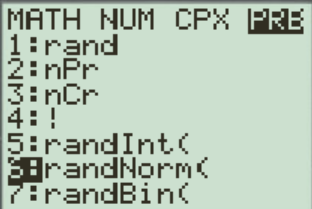 MATH NUM CPX PRB
1:rand
2:nPr
3:nCr
4:!
5:randInt(
6:randNorm(
7:randBin(